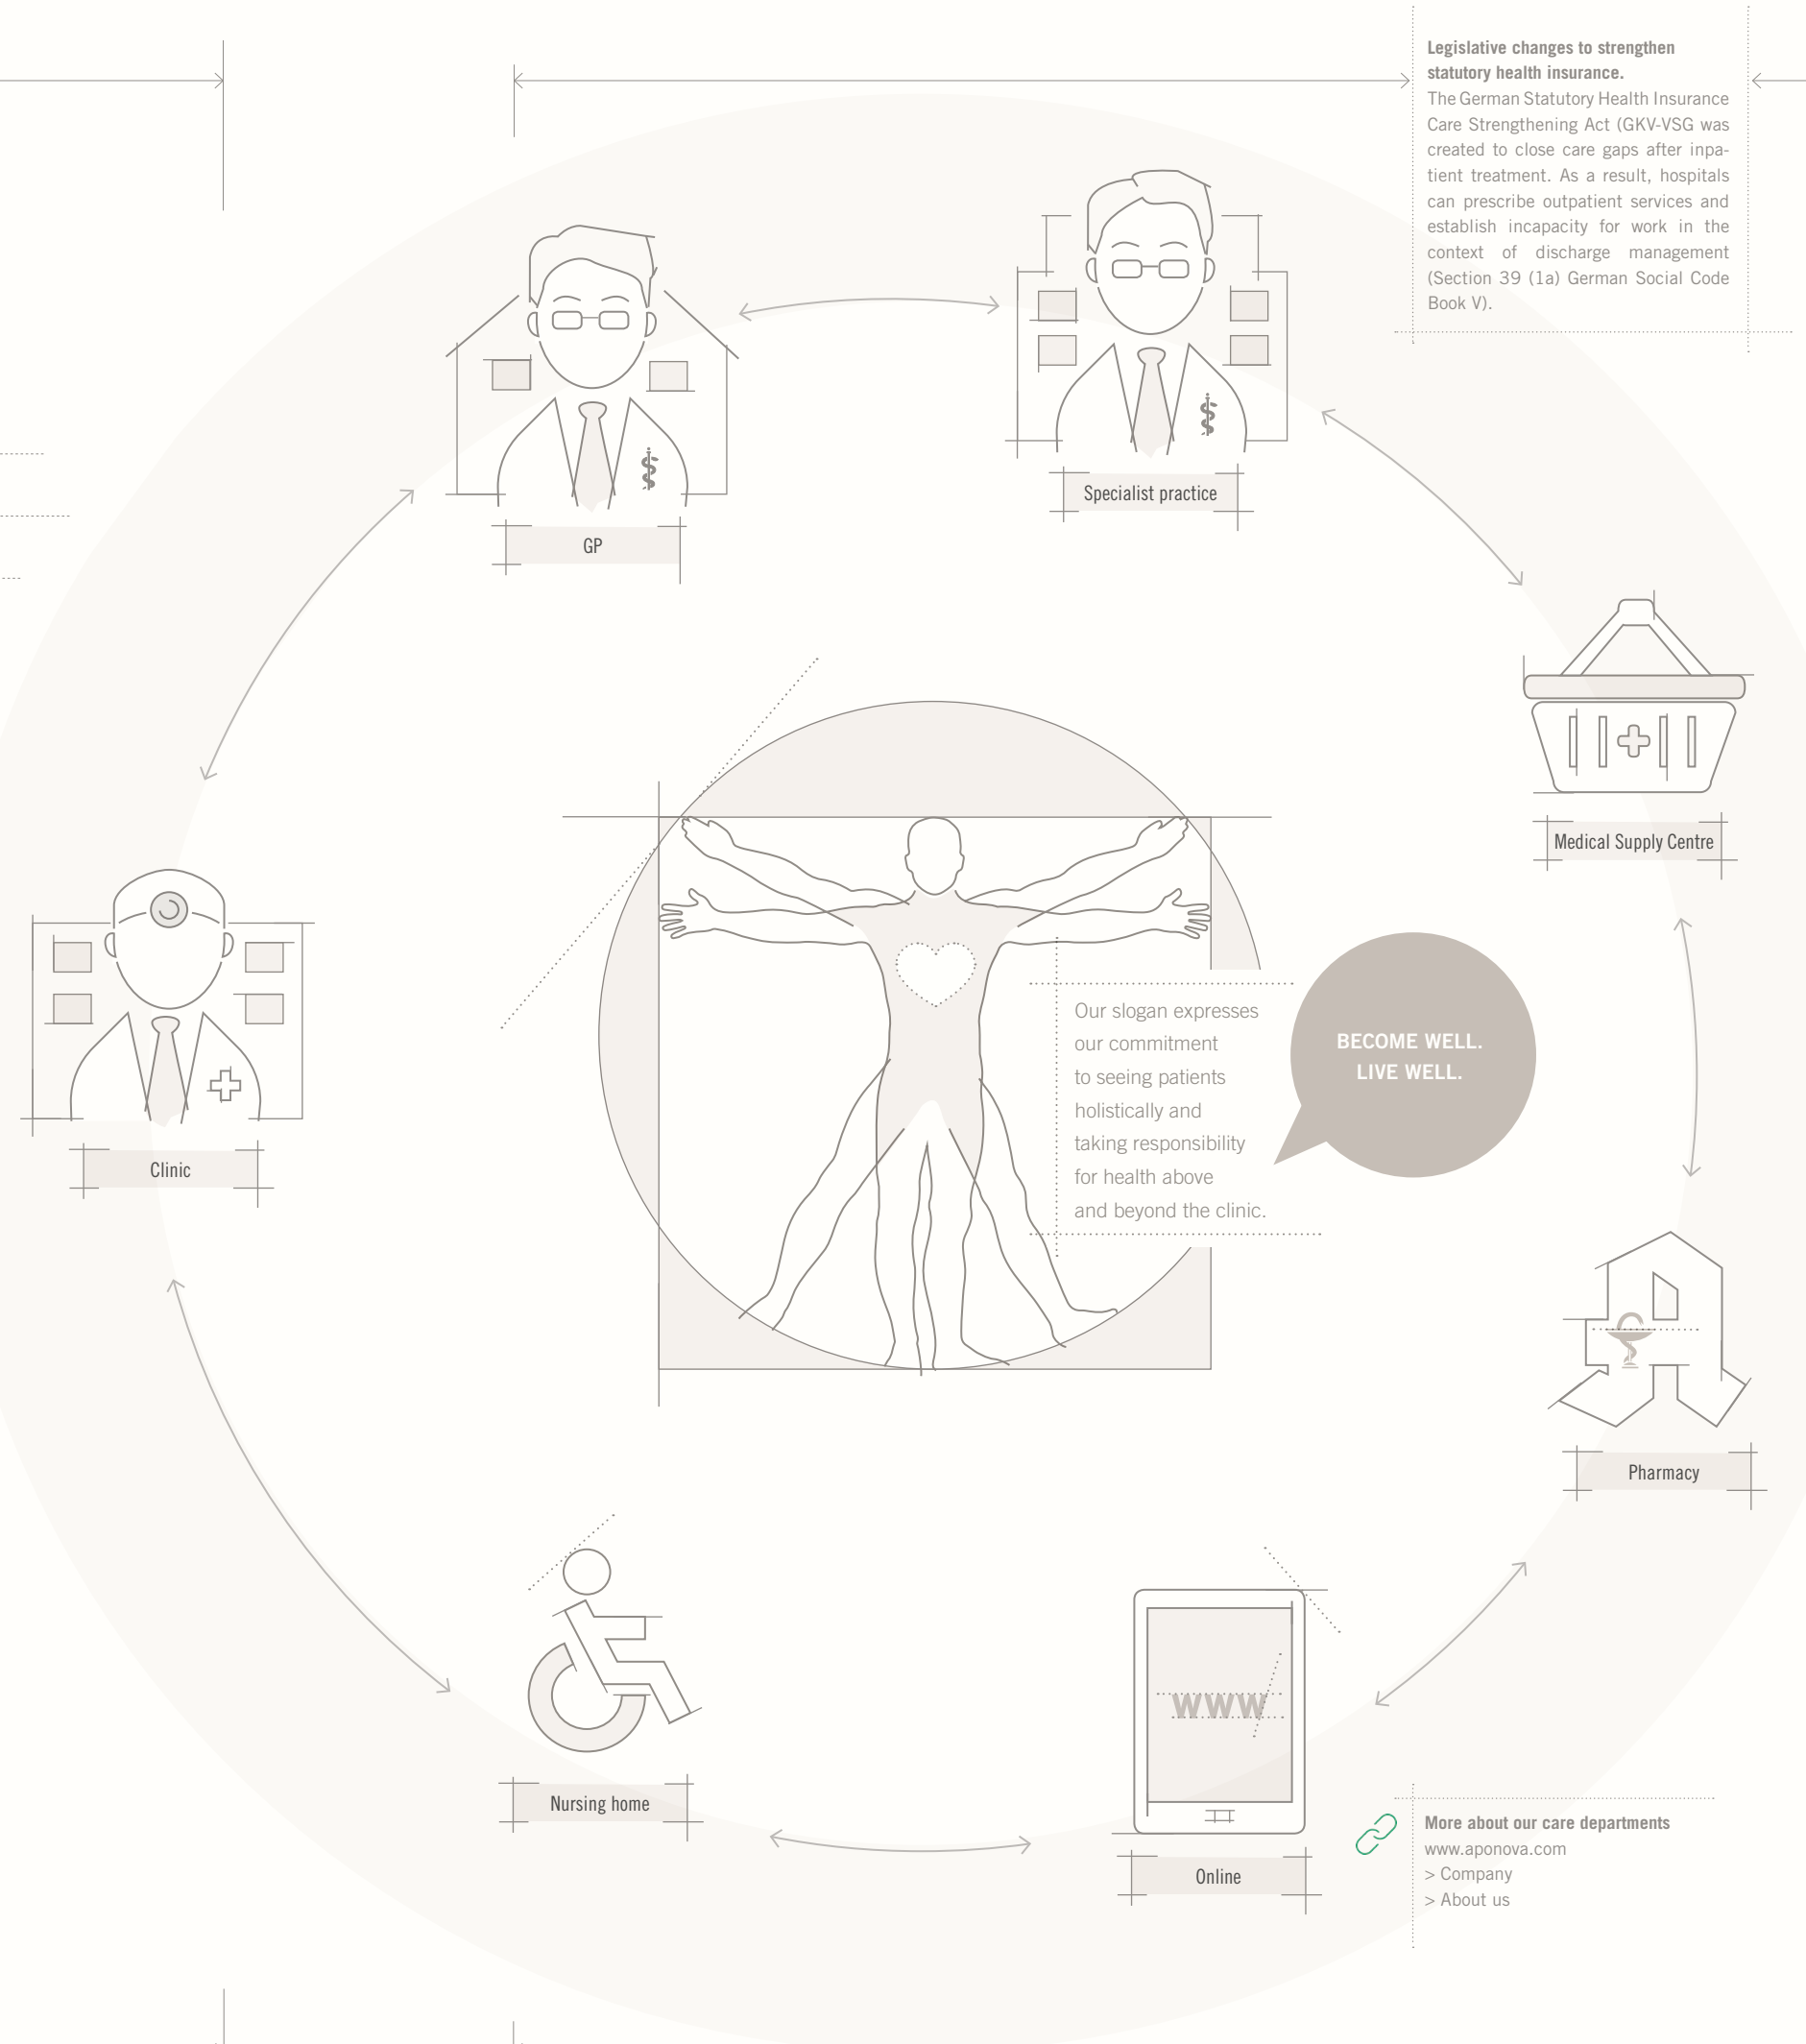 Legislative changes to strengthen
statutory health insurance.
The German Statutory Health Insurance
Care Strengthening Act (GKV-VSG was
created to close care gaps after inpa-
tient treatment. As a result, hospitals
can prescribe outpatient services and
establish incapacity for work in the
context of discharge management
(Section 39 (1a) German Social Code
Book V).
Specialist practice
GP
Medical Supply Centre
Our slogan expresses
our commitment
to seeing patients
holistically and
taking responsibility
for health above
and beyond the clinic.
BECOME WELL.
LIVE WELL.
Clinic
Pharmacy
WWW
Nursing home
Online
More about our care departments
www.aponova.com
> Company
> About us